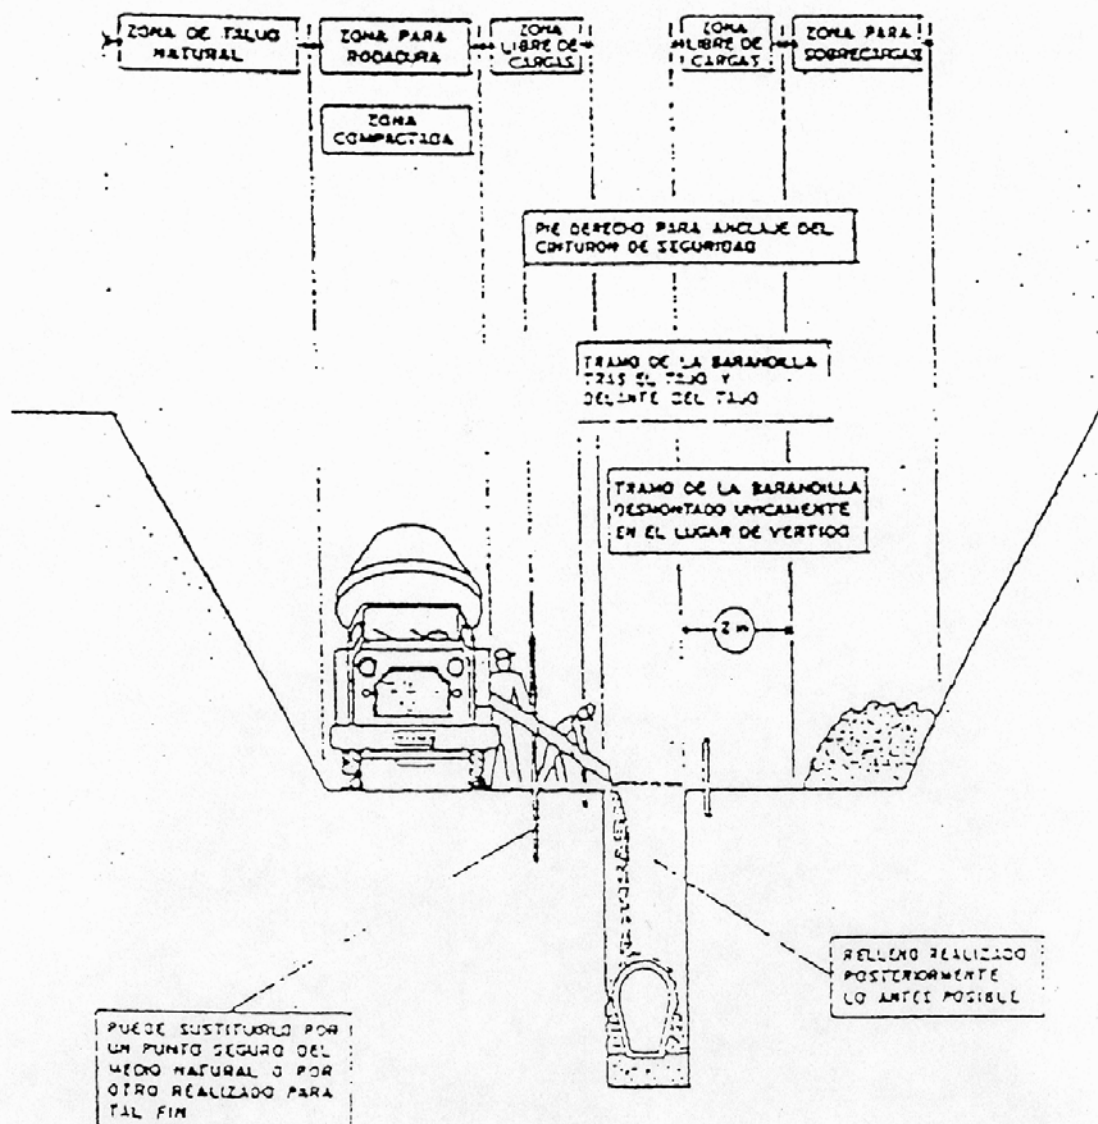 ZONA DE TALUD
NATURAL
ZONA PARA
RODADURA
ZONA
LIBRE DE
CARGAS
ZONA
LIBRE DE
CARGAS
ZONA PARA
SOBRECARGAS
ZONA
COMPACTADA
PIE DERECHO PARA ANCLAJE DEL
CINTURON DE SEGURIDAD
TRAMO DE LA BARANDILLA
TRAS EL TAJO Y
DELANTE DEL TAJO
TRAMO DE LA BARANDILLA
DESMONTADO UNICAMENTE
EN EL LUGAR DE VERTIDO
2 m
RELLENO REALIZADO
POSTERIORMENTE
LO ANTES POSIBLE
PUEDE SUSTITUIRLO POR
UN PUNTO SEGURO DEL
MEDIO NATURAL O POR
OTRO REALIZADO PARA
TAL FIN